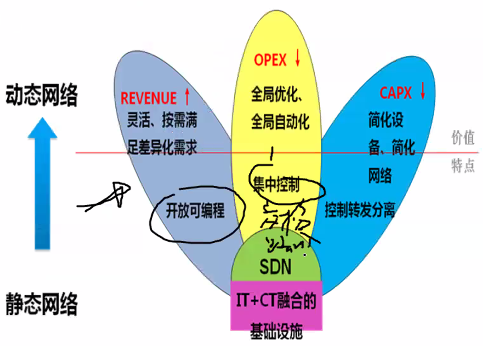 OPEX ↓
REVENUE ↑
CAPX ↓
动态网络
灵活、按需满
足差异化需求
全局优化、
全局自动化
简化设
备、简化
网络
价值
特点
集中控制
开放可编程
控制转发分离
SDN
静态网络
IT+CT融合的
基础设施